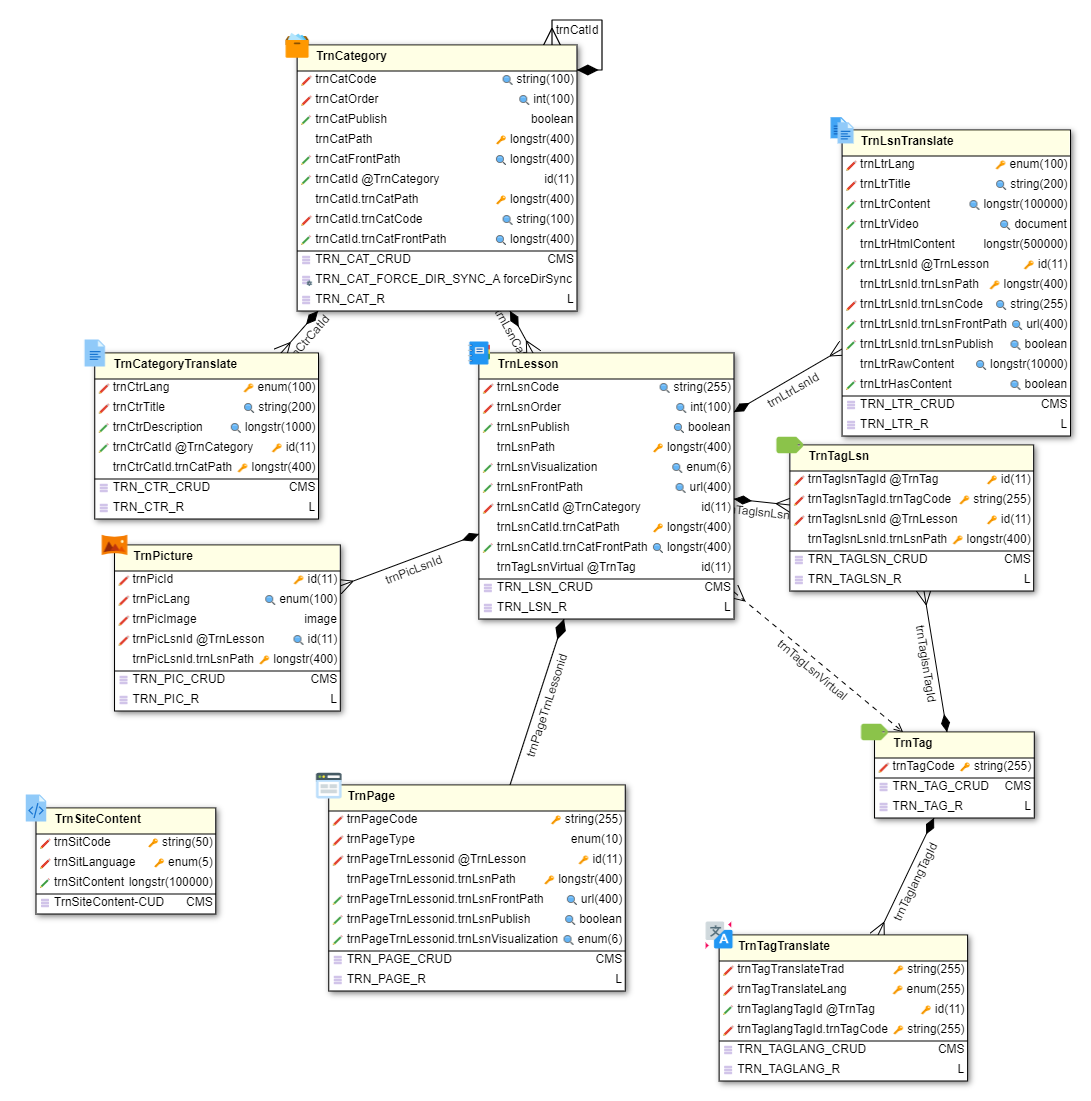 trnCatId
TrnCategory
trnCatCode string(100)
trnCatOrder int(100)
trnCatPublish boolean
trnCatPath longstr(400)
trnCatFrontPath longstr(400)
trnCatId @TrnCategory id(11)
trnCatId.trnCatPath longstr(400)
trnCatId.trnCatCode string(100)
trnCatId.trnCatFrontPath longstr(400)
TRN_CAT_CRUD CMS
TRN_CAT_FORCE_DIR_SYNC_A forceDirSync
TRN_CAT_R L
TrnLsnTranslate
trnLtrLang enum(100)
trnLtrTitle string(200)
trnLtrContent longstr(100000)
trnLtrVideo document
trnLtrHtmlContent longstr(500000)
trnLtrLsnId @TrnLesson id(11)
trnLtrLsnId.trnLsnPath longstr(400)
trnLtrLsnId.trnLsnCode string(255)
trnLtrLsnId.trnLsnFrontPath url(400)
trnLtrLsnId.trnLsnPublish boolean
trnLtrRawContent longstr(10000)
trnLtrHasContent boolean
TRN_LTR_CRUD CMS
TRN_LTR_R L
nCtrCatId
trnLsnCa
TrnCategoryTranslate
trnCtrLang enum(100)
trnCtrTitle string(200)
trnCtrDescription longstr(1000)
trnCtrCatId @TrnCategory id(11)
trnCtrCatId.trnCatPath longstr(400)
TRN_CTR_CRUD CMS
TRN_CTR_R L
TrnLesson
trnLsnCode string(255)
trnLsnOrder int(100)
trnLsnPublish boolean
trnLsnPath longstr(400)
trnLsnVisualization enum(6)
trnLsnFrontPath url(400)
trnLsnCatId @TrnCategory id(11)
trnLsnCatId.trnCatPath longstr(400)
trnLsnCatId.trnCatFrontPath longstr(400)
trnTagLsnVirtual @TrnTag id(11)
TRN_LSN_CRUD CMS
TRN_LSN_R L
trnLtrLsnId
TrnTagLsn
trnTaglsnTagId @TrnTag id(11)
trnTaglsnTagId.trnTagCode string(255)
trnTaglsnLsnId @TrnLesson id(11)
trnTaglsnLsnId.trnLsnPath longstr(400)
TRN_TAGLSN_CRUD CMS
TRN_TAGLSN_R L
TaglsnLsn
TrnPicture
trnPicId id(11)
trnPicLang enum(100)
trnPicImage image
trnPicLsnId @TrnLesson id(11)
trnPicLsnId.trnLsnPath longstr(400)
TRN_PIC_CRUD CMS
TRN_PIC_R L
trnPicLsnId
trnPageTrnLessonid
trnTagLsnVirtual
trnTaglsnTagId
TrnTag
trnTagCode string(255)
TRN_TAG_CRUD CMS
TRN_TAG_R L
TrnPage
trnPageCode string(255)
trnPageType enum(10)
trnPageTrnLessonid @TrnLesson id(11)
trnPageTrnLessonid.trnLsnPath longstr(400)
trnPageTrnLessonid.trnLsnFrontPath url(400)
trnPageTrnLessonid.trnLsnPublish boolean
trnPageTrnLessonid.trnLsnVisualization enum(6)
TRN_PAGE_CRUD CMS
TRN_PAGE_R L
TrnSiteContent
trnSitCode string(50)
trnSitLanguage enum(5)
trnSitContent longstr(100000)
TrnSiteContent-CUD CMS
trnTaglangTagId
TrnTagTranslate
trnTagTranslateTrad string(255)
trnTagTranslateLang enum(255)
trnTaglangTagId @TrnTag id(11)
trnTaglangTagId.trnTagCode string(255)
TRN_TAGLANG_CRUD CMS
TRN_TAGLANG_R L